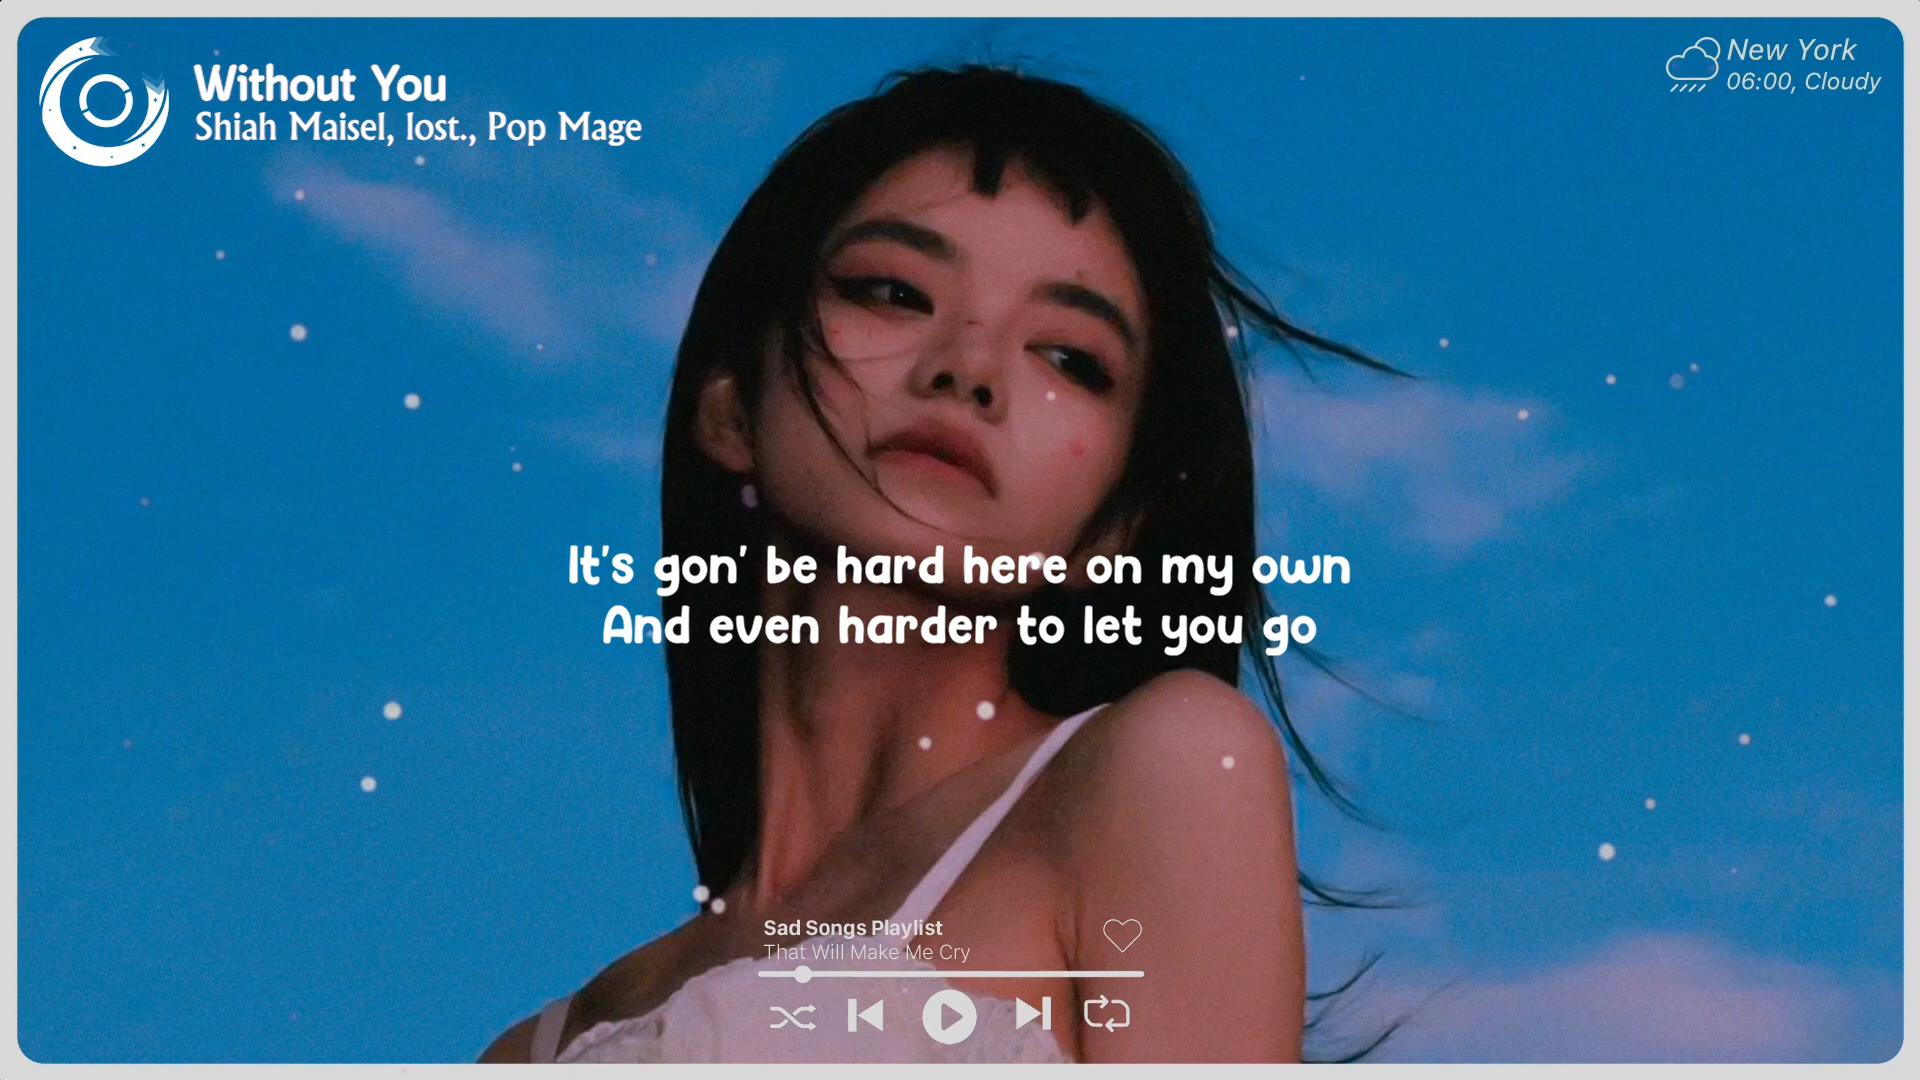 Without You
Shiah Maisel, lost., Pop Mage
New York
06:00, Cloudy
It's gon' be hard here on my own
And even harder to let you go
Sad Songs Playlist
That Will Make Me Cry